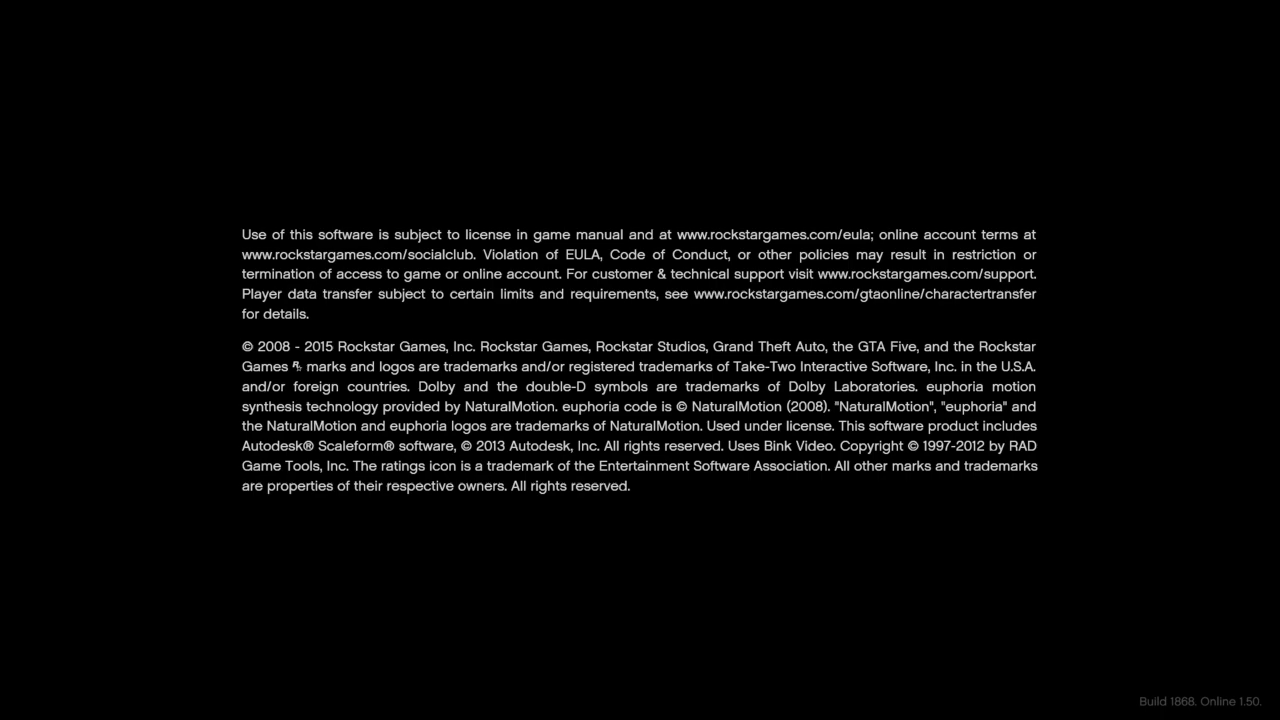 Use of this software is subject to license in game manual and at www.rockstargames.com/eula; online account terms at
www.rockstargames.com/socialclub. Violation of EULA, Code of Conduct, or other policies may result in restriction or
termination of access to game or online account. For customer & technical support visit www.rockstargames.com/support.
Player data transfer subject to certain limits and requirements, see www.rockstargames.com/gtaonline/charactertransfer
for details.
© 2008 - 2015 Rockstar Games, Inc. Rockstar Games, Rockstar Studios, Grand Theft Auto, the GTA Five, and the Rockstar
Games R* marks and logos are trademarks and/or registered trademarks of Take-Two Interactive Software, Inc. in the U.S.A.
and/or foreign countries. Dolby and the double-D symbols are trademarks of Dolby Laboratories. euphoria motion
synthesis technology provided by NaturalMotion. euphoria code is © NaturalMotion (2008). "NaturalMotion", "euphoria" and
the NaturalMotion and euphoria logos are trademarks of NaturalMotion. Used under license. This software product includes
Autodesk® Scaleform® software, © 2013 Autodesk, Inc. All rights reserved. Uses Bink Video. Copyright © 1997-2012 by RAD
Game Tools, Inc. The ratings icon is a trademark of the Entertainment Software Association. All other marks and trademarks
are properties of their respective owners. All rights reserved.
Build 1868. Online 1.50.